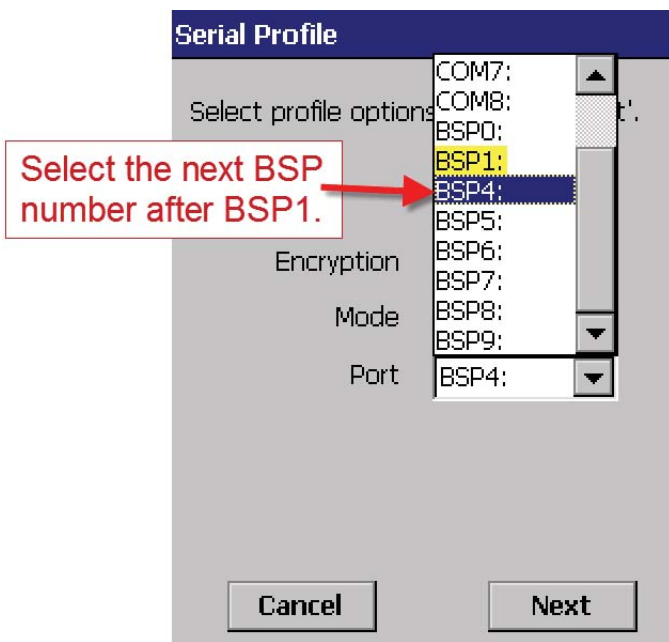 Serial Profile
COM7:
COM8:
Select profile options t'.
BSP0:
BSP1:
Select the next BSP
number after BSP1.
BSP4:
BSP5:
Encryption
BSP6:
BSP7:
Mode
BSP8:
BSP9:
Port
BSP4:
Cancel
Next